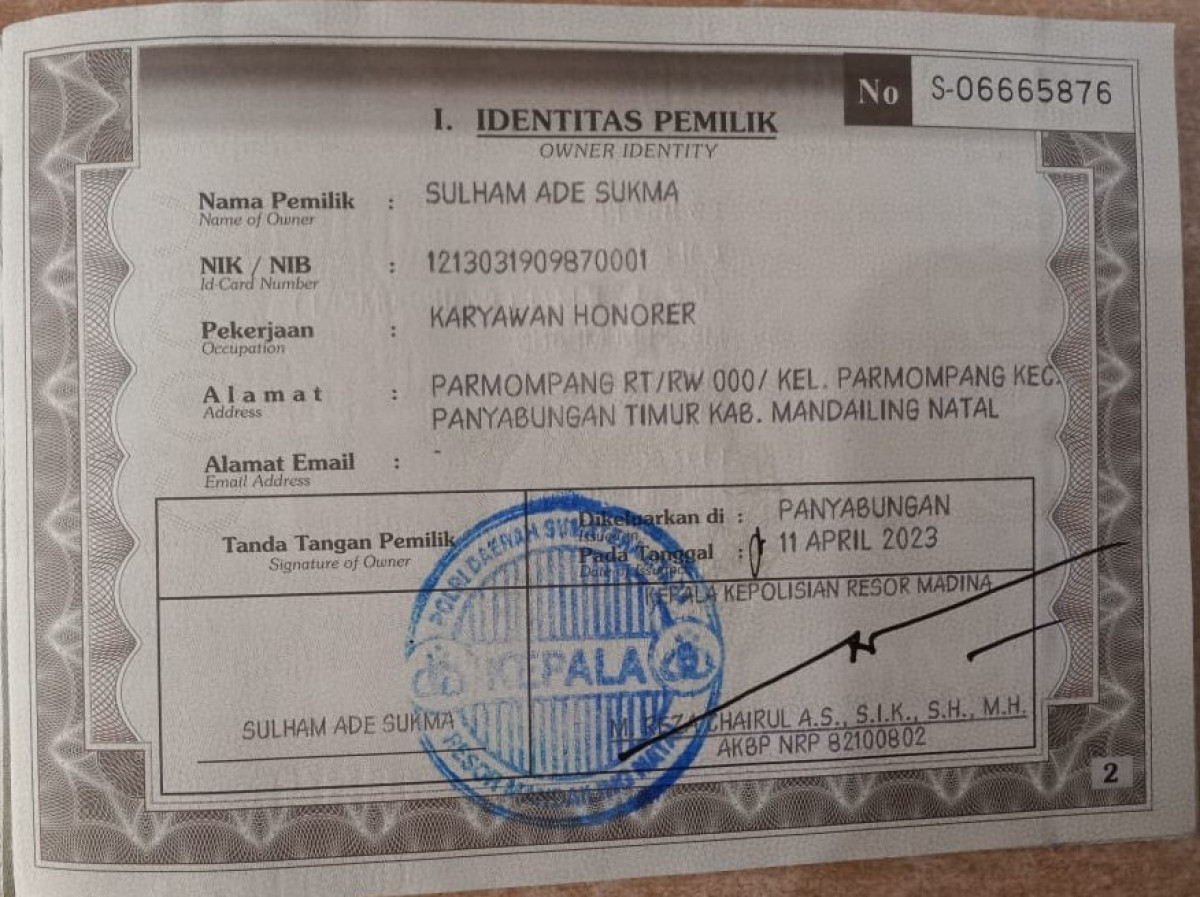 No S-06665876
I. IDENTITAS PEMILIK
OWNER IDENTITY
Nama Pemilik : SULHAM ADE SUKMA
Name of Owner
NIK / NIB : 1213031909870001
Id Card Number
Pekerjaan : KARYAWAN HONORER
Occupation
Alamat : PARMOMPANG RT/RW 000/ KEL. PARMOMPANG KEC.
Address
PANYABUNGAN TIMUR KAB. MANDAILING NATAL
Alamat Email : -
Email Address
Tanda Tangan Pemilik
Signature of Owner
Dikeluarkan di : PANYABUNGAN
Pada Tanggal : 11 APRIL 2023
KEPALA KEPOLISIAN RESOR MADINA
POLRI DAERAH
KEPALA
SULHAM ADE SUKMA
M. REZA CHAIRUL A.S., S.I.K., S.H., M.H.
AKBP NRP 82100802
2